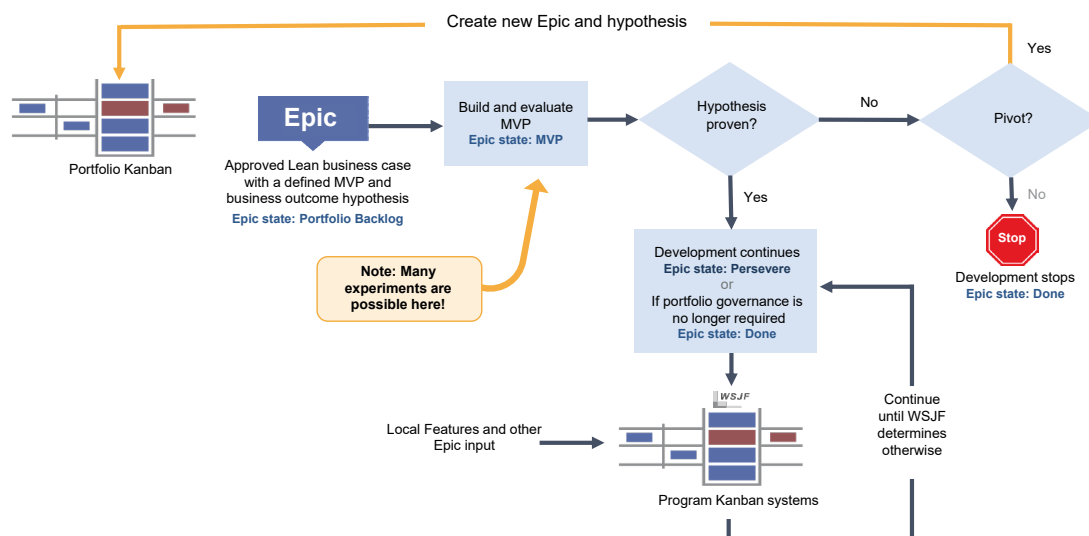 Create new Epic and hypothesis
Yes
Portfolio Kanban
Epic
Approved Lean business case
with a defined MVP and
business outcome hypothesis
Epic state: Portfolio Backlog
Build and evaluate
MVP
Epic state: MVP
Hypothesis
proven?
No
Pivot?
Yes
No
Stop
Development stops
Epic state: Done
Note: Many
experiments are
possible here!
Development continues
Epic state: Persevere
or
If portfolio governance is
no longer required
Epic state: Done
WSJF
Local Features and other
Epic input
Program Kanban systems
Continue
until WSJF
determines
otherwise